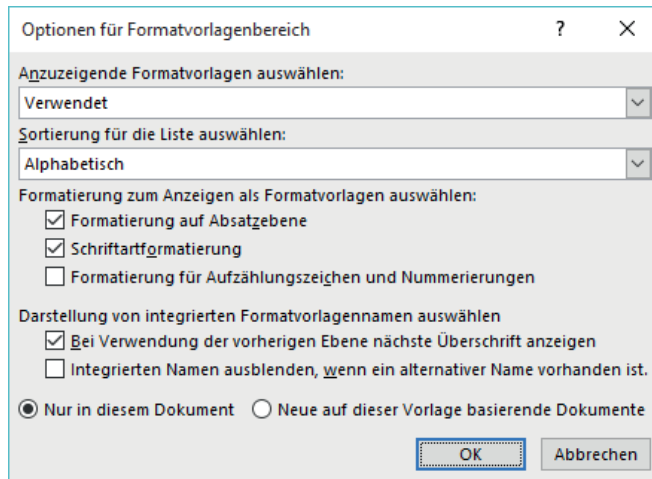 Optionen für Formatvorlagenbereich ?
Anzuzeigende Formatvorlagen auswählen:
Verwendet
Sortierung für die Liste auswählen:
Alphabetisch
Formatierung zum Anzeigen als Formatvorlagen auswählen:
Formatierung auf Absatzebene
Schriftartformatierung
Formatierung für Aufzählungszeichen und Nummerierungen
Darstellung von integrierten Formatvorlagennamen auswählen
Bei Verwendung der vorherigen Ebene nächste Überschrift anzeigen
Integrierten Namen ausblenden, wenn ein alternativer Name vorhanden ist.
Nur in diesem Dokument Neue auf dieser Vorlage basierende Dokumente
OK Abbrechen